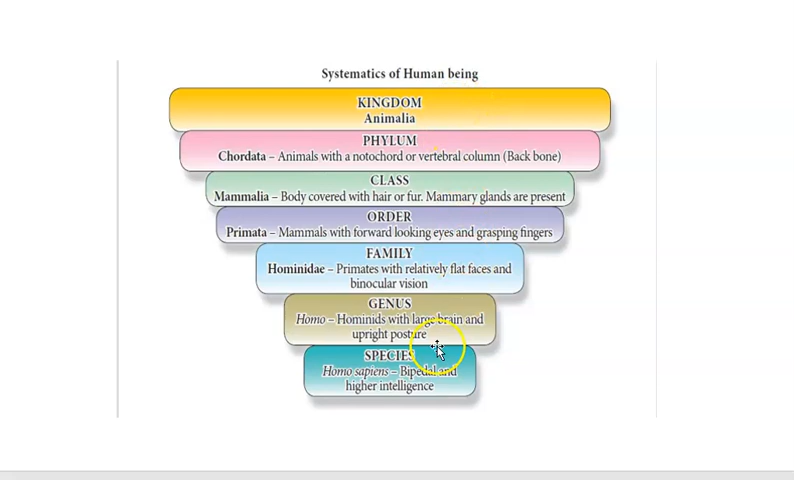 Systematics of Human being
KINGDOM
Animalia
PHYLUM
Chordata – Animals with a notochord or vertebral column (Back bone)
CLASS
Mammalia – Body covered with hair or fur. Mammary glands are present
ORDER
Primata – Mammals with forward looking eyes and grasping fingers
FAMILY
Hominidae – Primates with relatively flat faces and
binocular vision
GENUS
Homo – Hominids with large brain and
upright posture
SPECIES
Homo sapiens – Bipedal and
higher intelligence